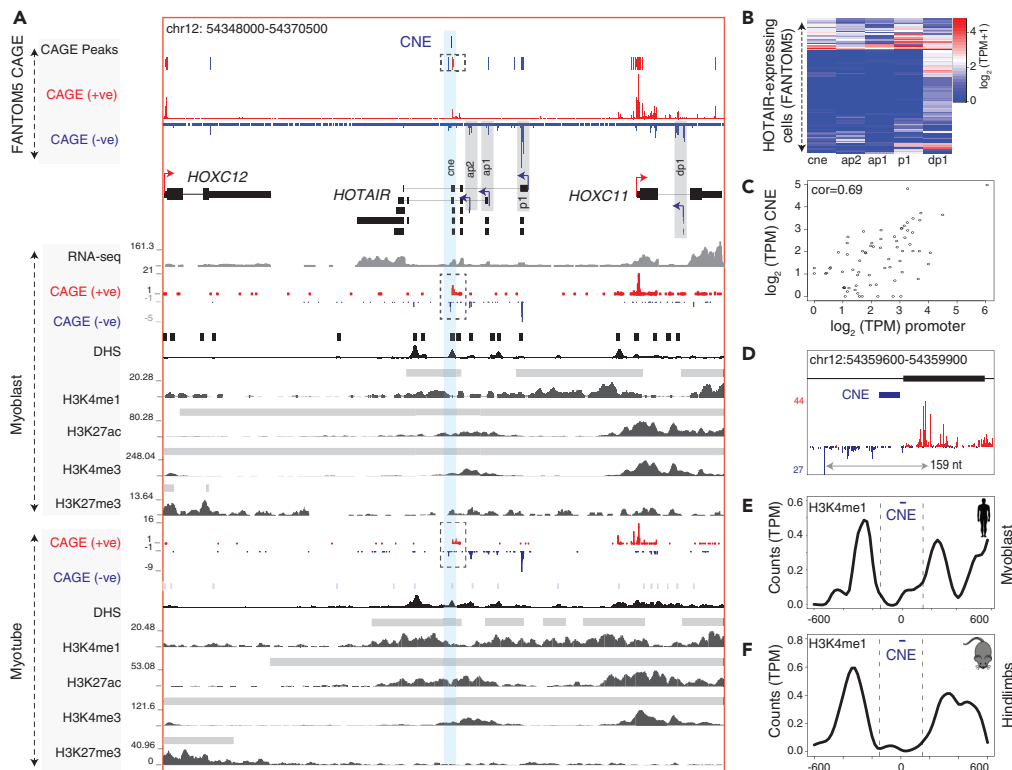 A
chr12: 54348000-54370500
FANTOM5 CAGE
CAGE Peaks
CNE
CAGE (+ve)
CAGE (-ve)
cne
ap2
ap1
p1
dp1
HOXC12
HOTAIR
HOXC11
Myoblast
RNA-seq
161.3
21
CAGE (+ve)
1
-1
CAGE (-ve)
-5
DHS
20.28
H3K4me1
80.28
H3K27ac
248.04
H3K4me3
13.64
H3K27me3
Myotube
16
CAGE (+ve)
1
-1
CAGE (-ve)
-9
DHS
20.48
H3K4me1
53.08
H3K27ac
121.6
H3K4me3
40.96
H3K27me3
0
B
HOTAIR-expressing
cells (FANTOM5)
cne ap2 ap1 p1 dp1
4
2
0
log2 (TPM+1)
C
cor=0.69
log2 (TPM) CNE
5
4
3
2
1
0
0 1 2 3 4 5 6
log2 (TPM) promoter
D
chr12:54359600-54359900
CNE
44
27
159 nt
E
H3K4me1
CNE
Counts (TPM)
0.6
0.4
0.2
0.0
-600 0 600
Myoblast
F
H3K4me1
CNE
Counts (TPM)
0.8
0.6
0.4
0.2
0.0
-600 0 600
Hindlimbs